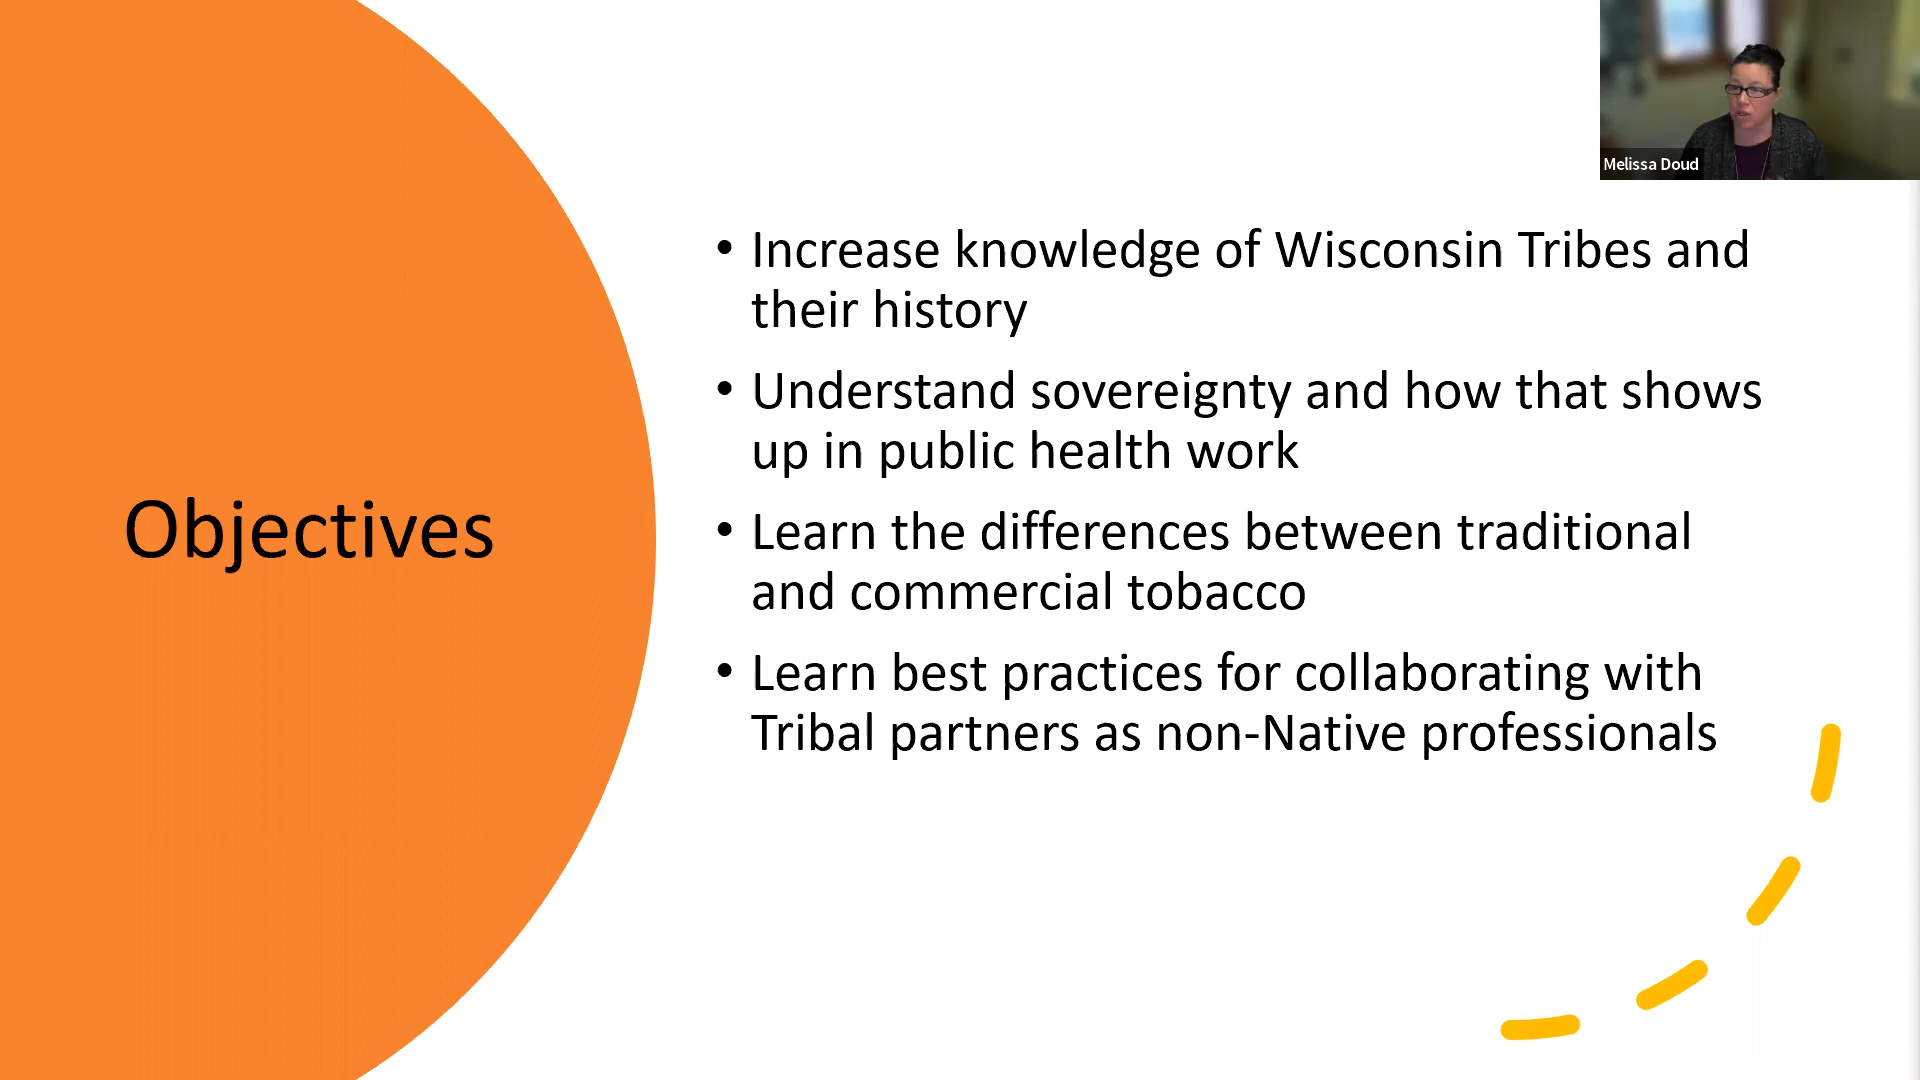 Melissa Doud
Objectives
• Increase knowledge of Wisconsin Tribes and
their history
• Understand sovereignty and how that shows
up in public health work
• Learn the differences between traditional
and commercial tobacco
• Learn best practices for collaborating with
Tribal partners as non-Native professionals